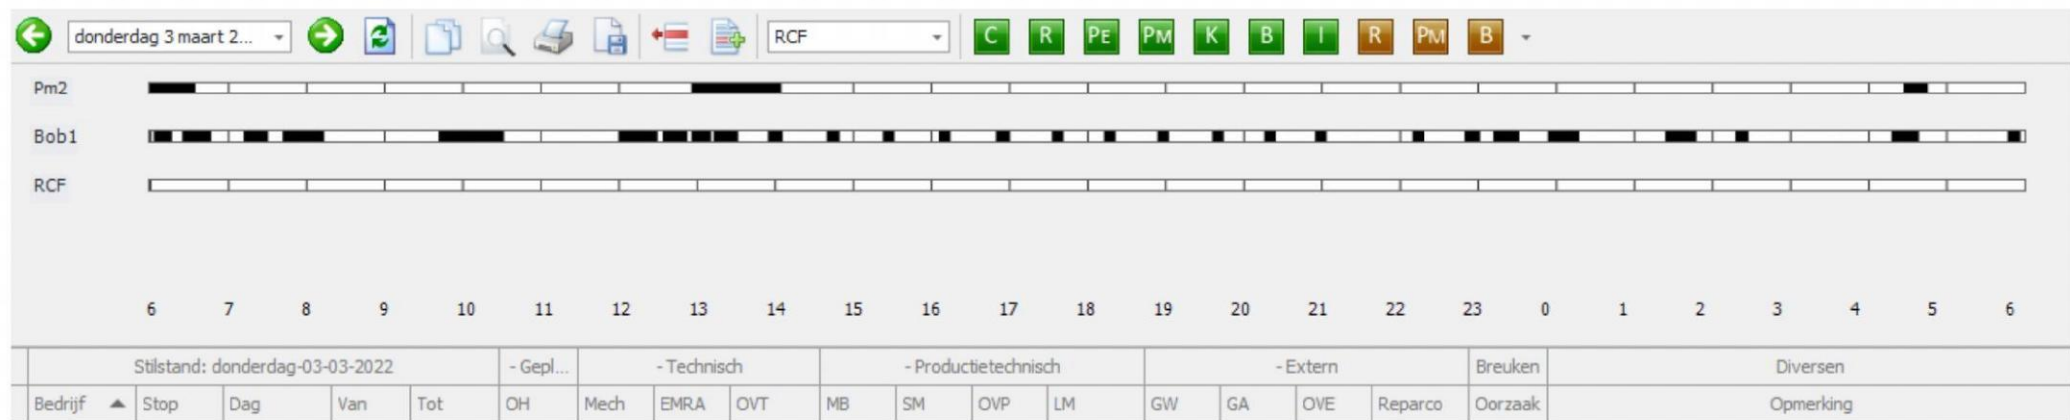 donderdag 3 maart 2... RCF C R PE PM K B I R PM B
Pm2
Bob1
RCF
6 7 8 9 10 11 12 13 14 15 16 17 18 19 20 21 22 23 0 1 2 3 4 5 6
Stilstand: donderdag-03-03-2022 - Gepl... - Technisch - Productietechnisch - Extern Breuken Diversen
Bedrijf Stop Dag Van Tot OH Mech EMRA OVT MB SM OVP LM GW GA OVE Reparco Oorzaak Opmerking